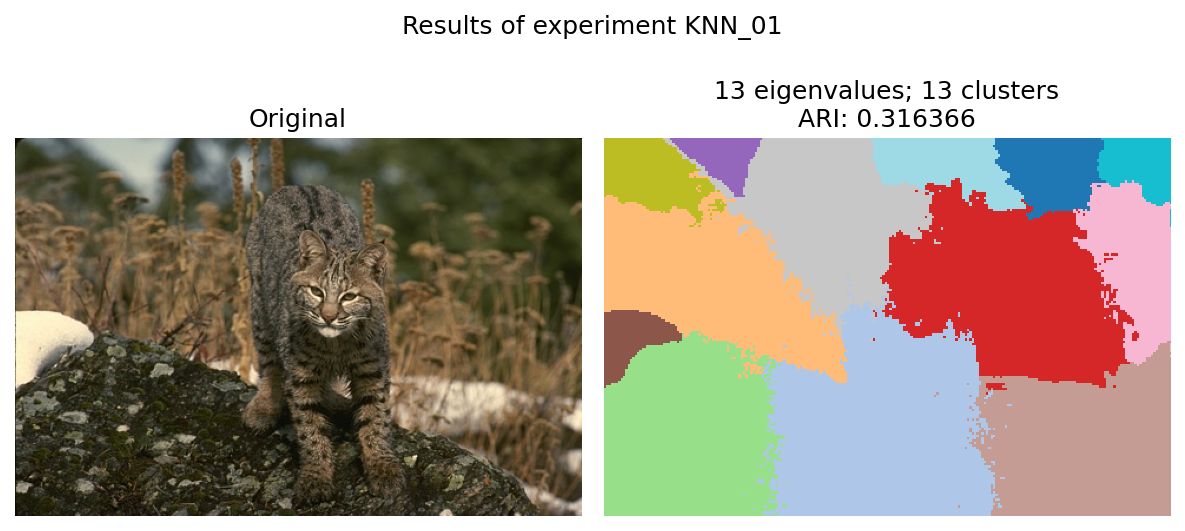 Results of experiment KNN_01
Original
13 eigenvalues; 13 clusters
ARI: 0.316366